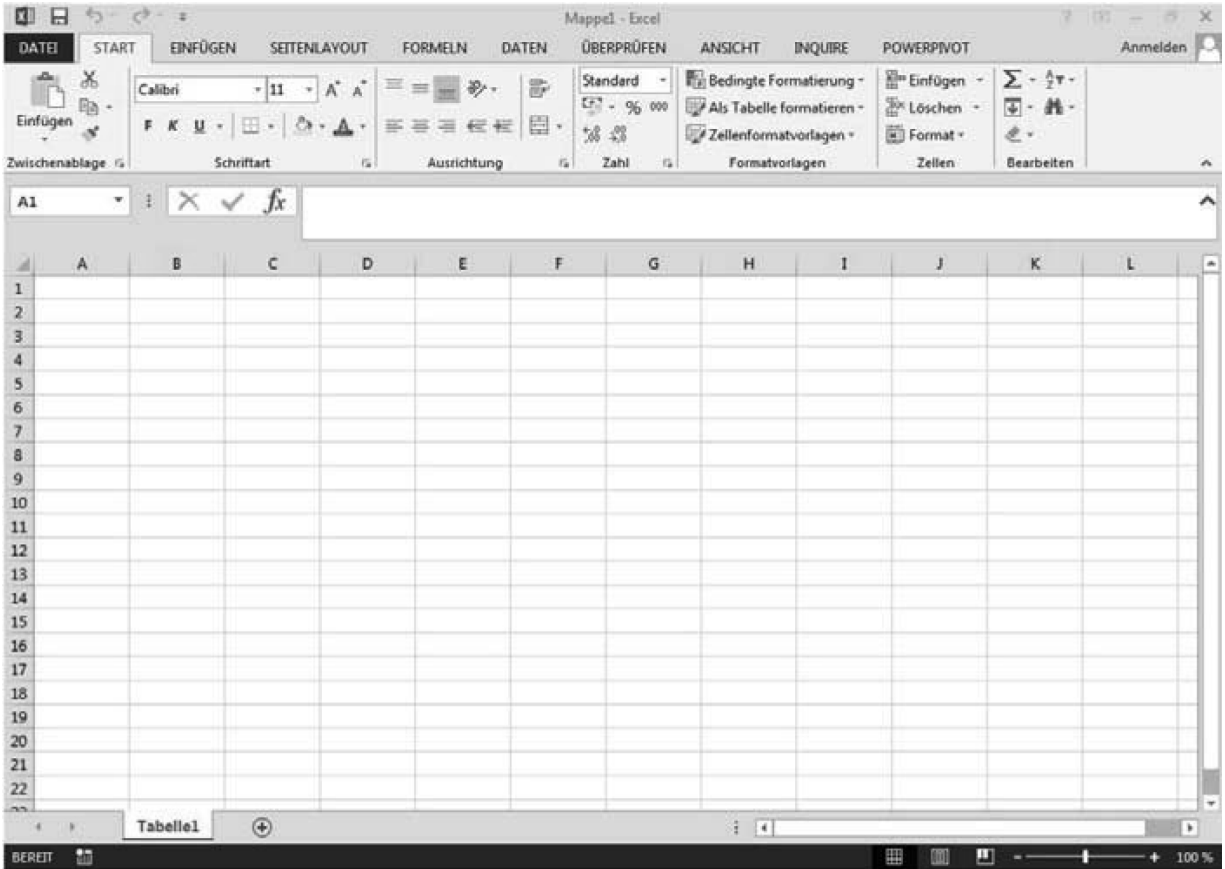 Mappe1 - Excel
DATEI START EINFÜGEN SEITENLAYOUT FORMELN DATEN ÜBERPRÜFEN ANSICHT INQUIRE POWERPIVOT Anmelden
Calibri 11 Standard Bedingte Formatierung Einfügen
% 000 Als Tabelle formatieren Löschen
Einfügen F K U A Zellenformatvorlagen Format
Zwischenablage Schriftart Ausrichtung Zahl Formatvorlagen Zellen Bearbeiten
A1 fx
A B C D E F G H I J K L
1
2
3
4
5
6
7
8
9
10
11
12
13
14
15
16
17
18
19
20
21
22
Tabelle1
BEREIT 100 %